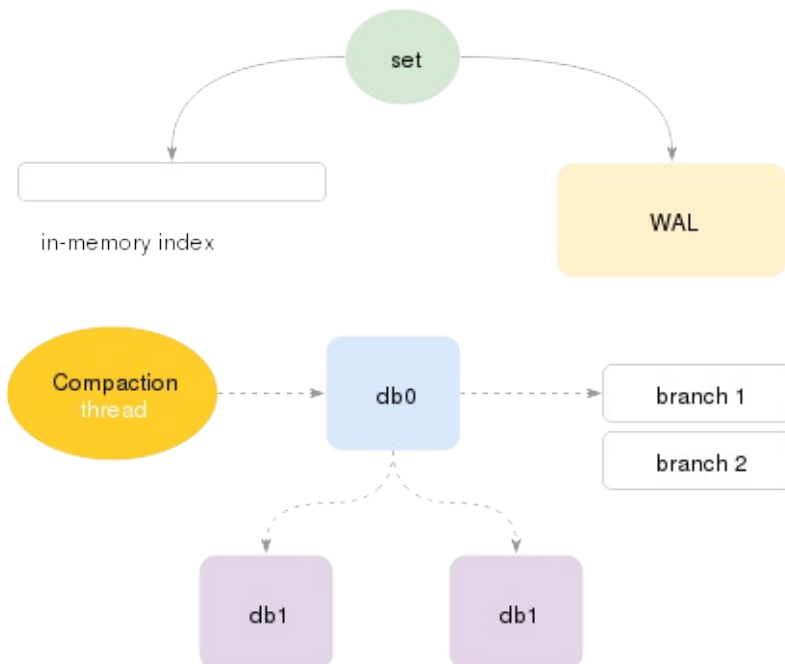 set
in-memory index
WAL
Compaction
thread
db0
branch 1
branch 2
db1
db1